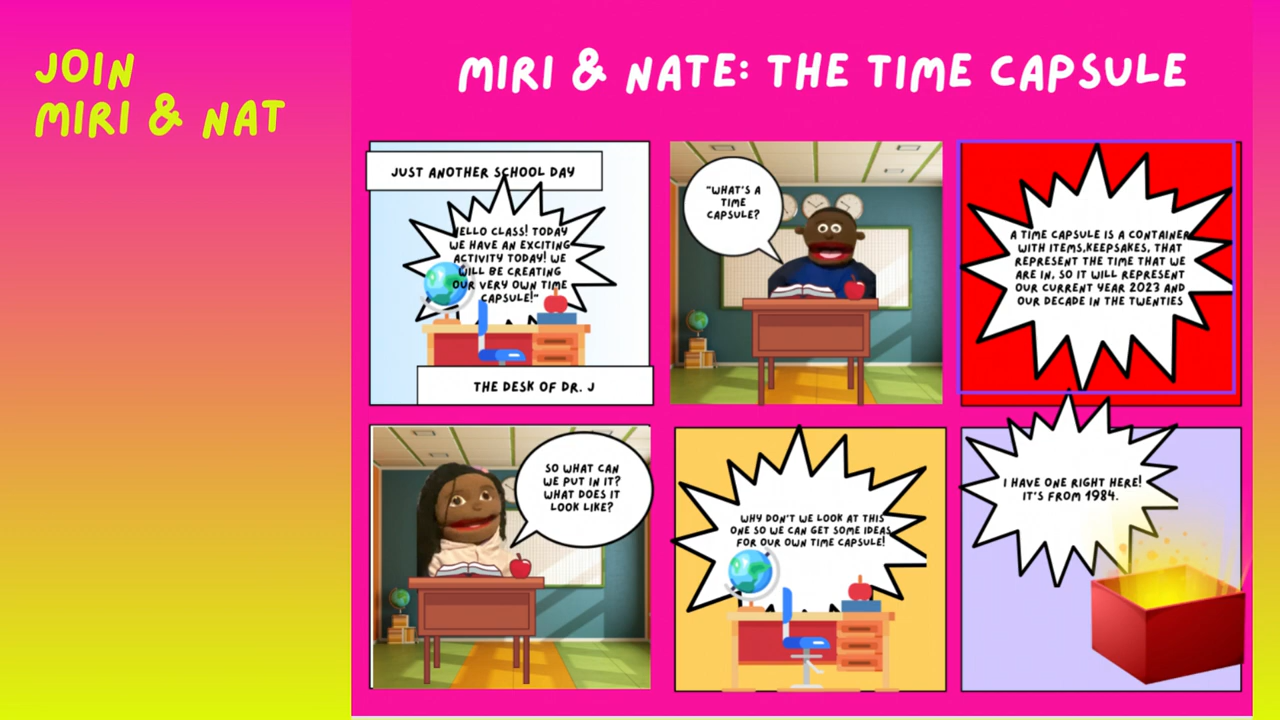 JOIN
MIRI & NAT
MIRI & NATE: THE TIME CAPSULE
JUST ANOTHER SCHOOL DAY
HELLO CLASS! TODAY
WE HAVE AN EXCITING
ACTIVITY TODAY! WE
WILL BE CREATING
OUR VERY OWN TIME
CAPSULE!"
THE DESK OF DR. J
"WHAT'S A
TIME
CAPSULE?
A TIME CAPSULE IS A CONTAINER
WITH ITEMS,KEEPSAKES, THAT
REPRESENT THE TIME THAT WE
ARE IN, SO IT WILL REPRESENT
OUR CURRENT YEAR 2023 AND
OUR DECADE IN THE TWENTIES
SO WHAT CAN
WE PUT IN IT?
WHAT DOES IT
LOOK LIKE?
WHY DON'T WE LOOK AT THIS
ONE SO WE CAN GET SOME IDEAS
FOR OUR OWN TIME CAPSULE!
I HAVE ONE RIGHT HERE!
IT'S FROM 1984.